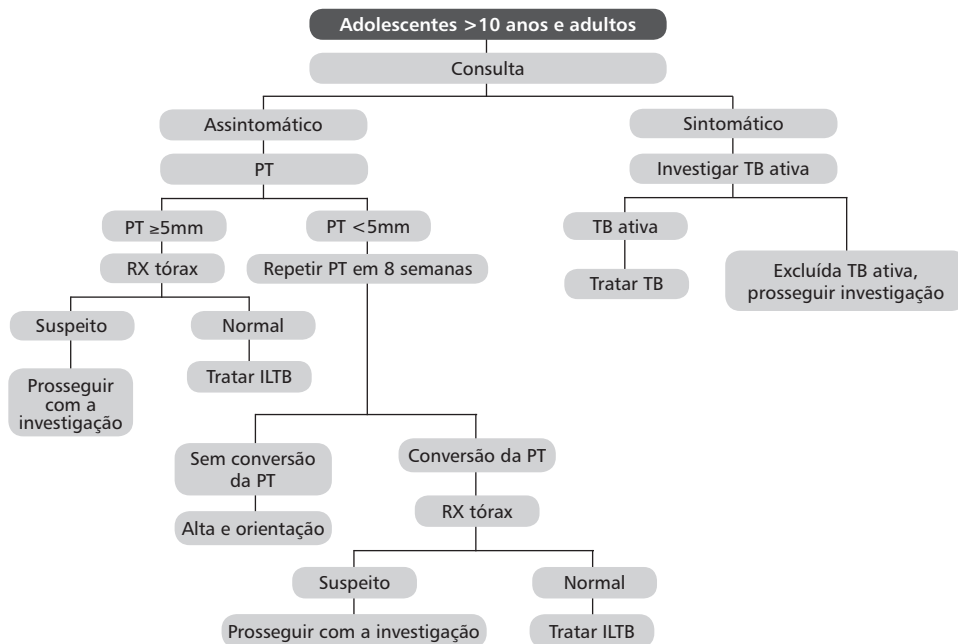 Adolescentes >10 anos e adultos
Consulta
Assintomático
Sintomático
PT
Investigar TB ativa
PT ≥5mm
PT <5mm
TB ativa
RX tórax
Repetir PT em 8 semanas
Tratar TB
Excluída TB ativa,
prosseguir investigação
Suspeito
Normal
Prosseguir
com a
investigação
Tratar ILTB
Sem conversão
da PT
Conversão da PT
Alta e orientação
RX tórax
Suspeito
Normal
Prosseguir com a investigação
Tratar ILTB